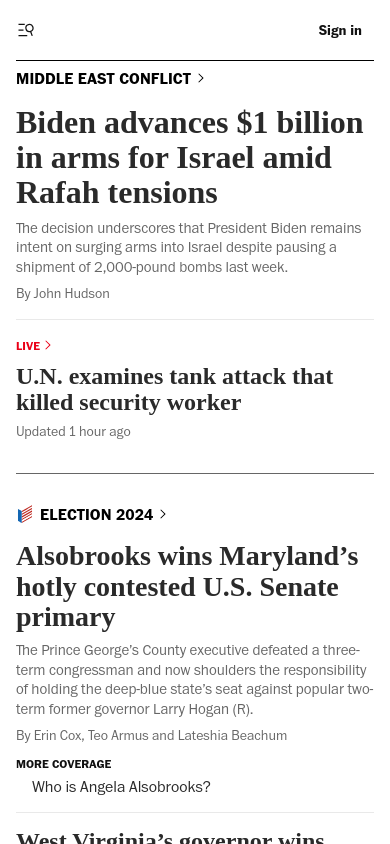 Sign in
MIDDLE EAST CONFLICT
Biden advances $1 billion
in arms for Israel amid
Rafah tensions
The decision underscores that President Biden remains
intent on surging arms into Israel despite pausing a
shipment of 2,000-pound bombs last week.
By John Hudson
LIVE
U.N. examines tank attack that
killed security worker
Updated 1 hour ago
ELECTION 2024
Alsobrooks wins Maryland’s
hotly contested U.S. Senate
primary
The Prince George’s County executive defeated a three-
term congressman and now shoulders the responsibility
of holding the deep-blue state’s seat against popular two-
term former governor Larry Hogan (R).
By Erin Cox, Teo Armus and Lateshia Beachum
MORE COVERAGE
Who is Angela Alsobrooks?
West Virginia’s governor wins